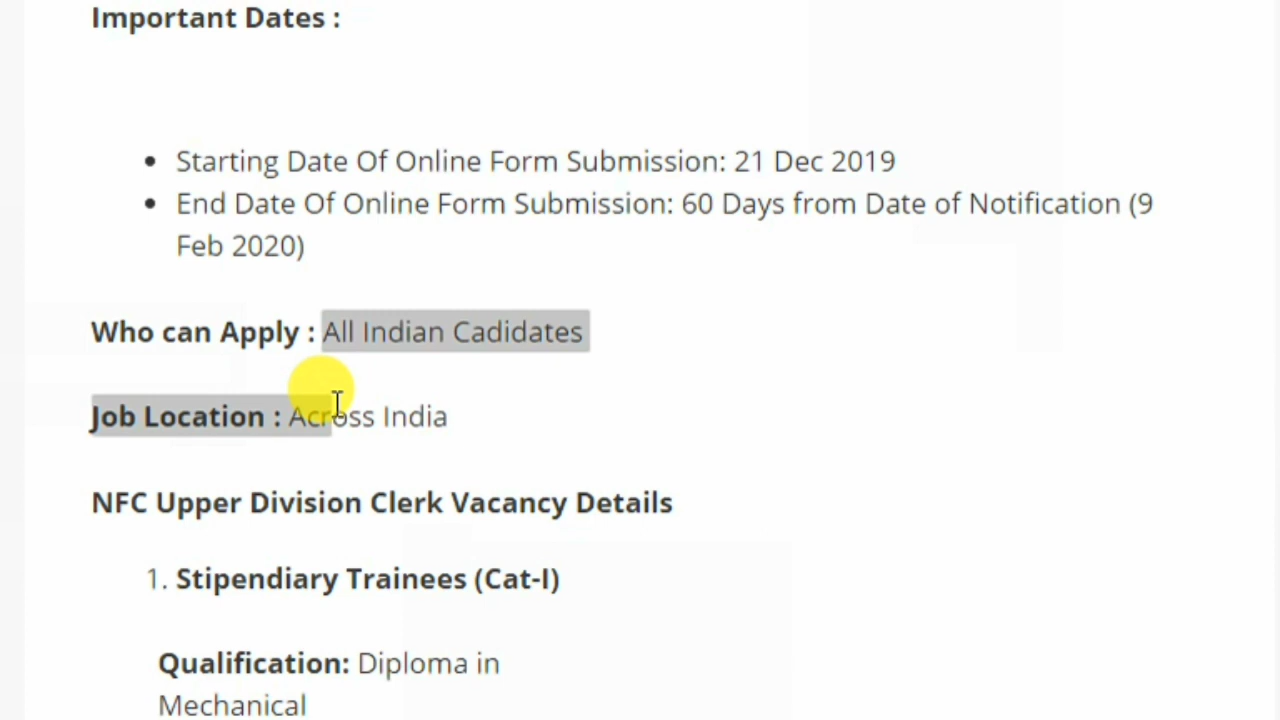 Important Dates :
• Starting Date Of Online Form Submission: 21 Dec 2019
• End Date Of Online Form Submission: 60 Days from Date of Notification (9
Feb 2020)
Who can Apply : All Indian Cadidates
Job Location : Across India
NFC Upper Division Clerk Vacancy Details
1. Stipendiary Trainees (Cat-I)
Qualification: Diploma in
Mechanical